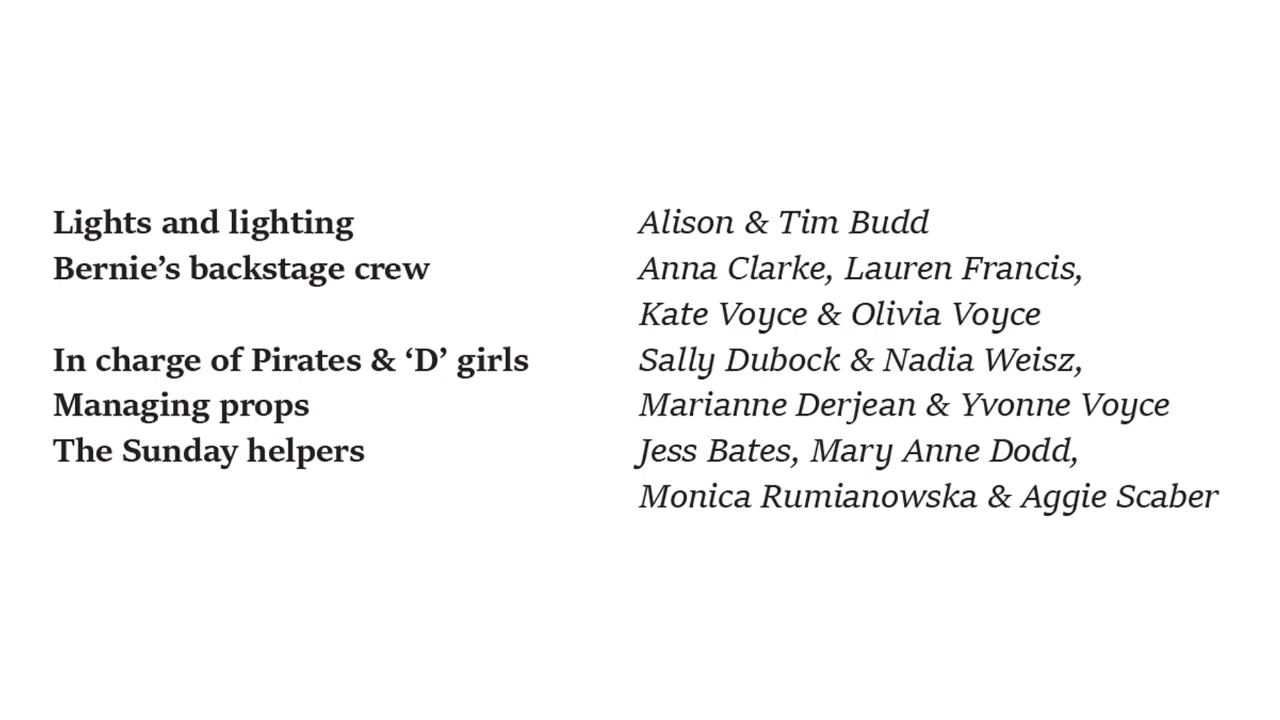 Lights and lighting Alison & Tim Budd
Bernie’s backstage crew Anna Clarke, Lauren Francis,
Kate Voyce & Olivia Voyce
In charge of Pirates & ‘D’ girls Sally Dubock & Nadia Weisz,
Managing props Marianne Derjean & Yvonne Voyce
The Sunday helpers Jess Bates, Mary Anne Dodd,
Monica Rumianowska & Aggie Scaber